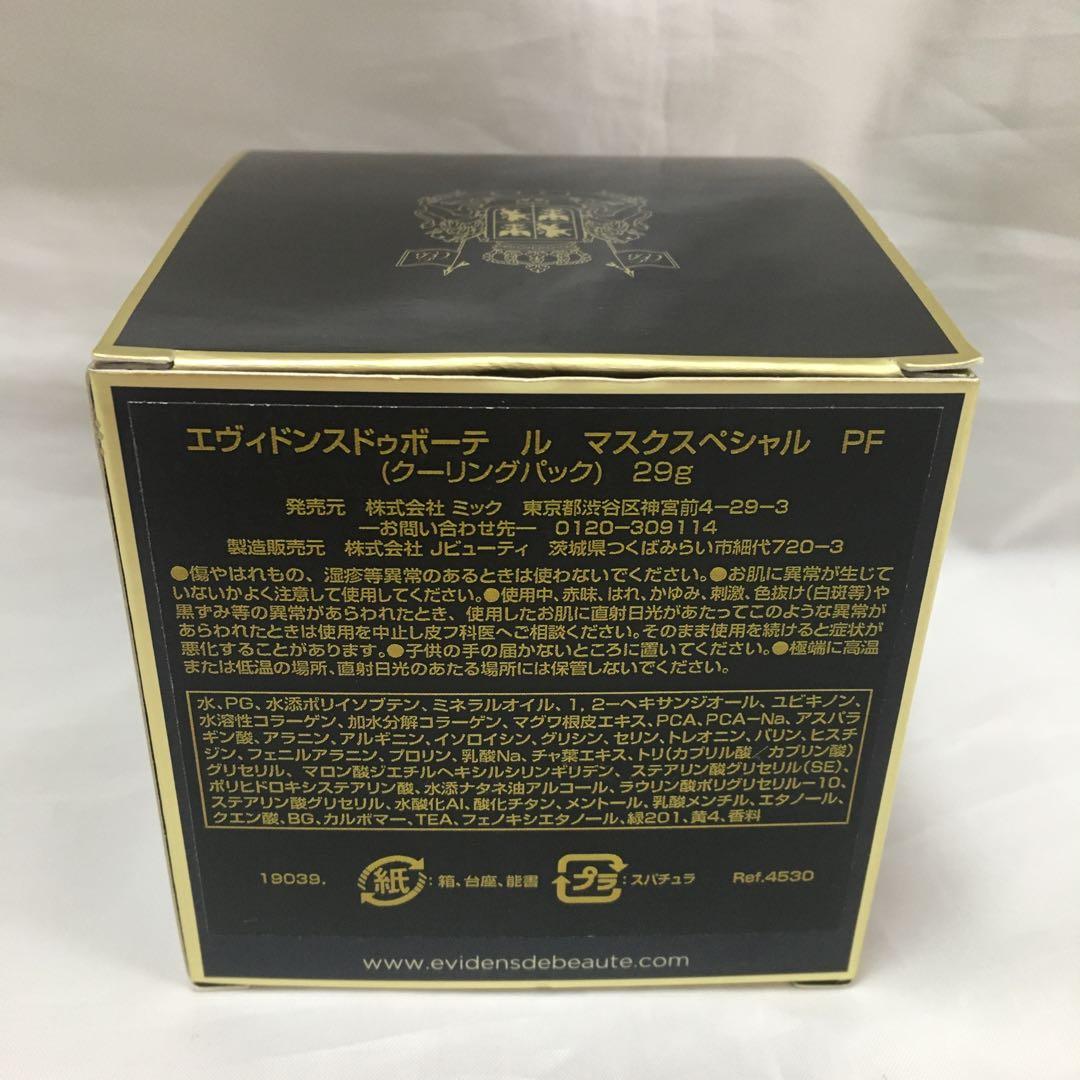 エヴィドンスドゥボーテ ル マスクスペシャル PF
(クーリングパック) 29g
発売元 株式会社 ミック 東京都渋谷区神宮前4-29-3
―お問い合わせ先― 0120-309114
製造販売元 株式会社 Jビューティ 茨城県つくばみらい市細代720-3
●傷やはれもの、湿疹等異常のあるときは使わないでください。●お肌に異常が生じて
いないかよく注意して使用してください。●使用中、赤味、はれ、かゆみ、刺激、色抜け(白斑等)や
黒ずみ等の異常があらわれたとき、使用したお肌に直射日光があたってこのような異常が
あらわれたときは使用を中止し皮フ科医へご相談ください。そのまま使用を続けると症状が
悪化することがあります。●子供の手の届かないところに置いてください。●極端に高温
または低温の場所、直射日光のあたる場所には保管しないでください。
水、PG、水添ポリイソブテン、ミネラルオイル、1,2-ヘキサンジオール、ユビキノン、
水溶性コラーゲン、加水分解コラーゲン、マグワ根皮エキス、PCA、PCA-Na、アスパラ
ギン酸、アラニン、アルギニン、イソロイシン、グリシン、セリン、トレオニン、バリン、ヒスチ
ジン、フェニルアラニン、プロリン、乳酸Na、チャ葉エキス、トリ(カプリル酸/カプリン酸)
グリセリル、マロン酸ジエチルヘキシルシリンギリデン、ステアリン酸グリセリル(SE)、
ポリヒドロキシステアリン酸、水添ナタネ油アルコール、ラウリン酸ポリグリセリル-10、
ステアリン酸グリセリル、水酸化Al、酸化チタン、メントール、乳酸メンチル、エタノール、
クエン酸、BG、カルボマー、TEA、フェノキシエタノール、緑201、黄4、香料
19039. 紙 :箱、台座、能書 プラ :スパチュラ Ref.4530
www.evidensdebeaute.com